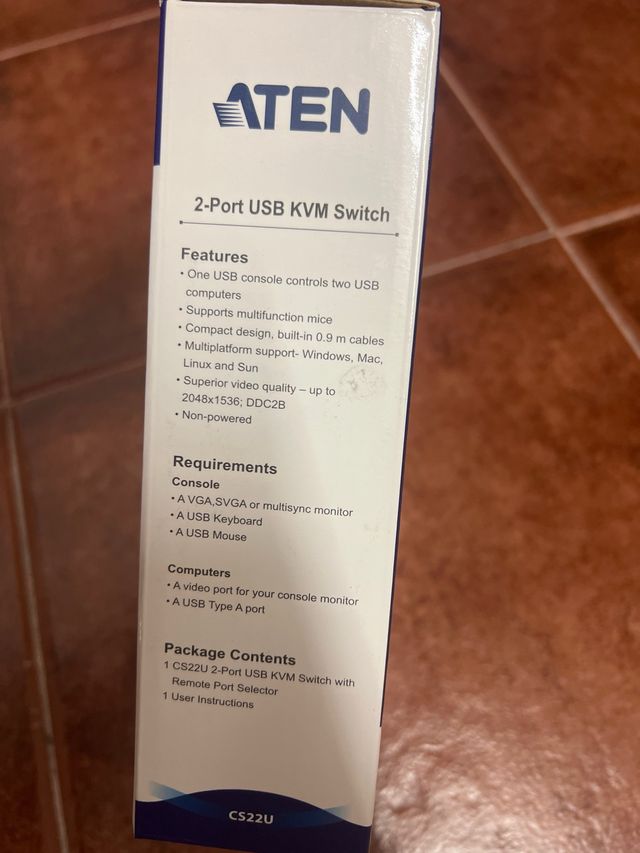 ATEN
2-Port USB KVM Switch
Features
• One USB console controls two USB
computers
• Supports multifunction mice
• Compact design, built-in 0.9 m cables
• Multiplatform support- Windows, Mac,
Linux and Sun
• Superior video quality – up to
2048x1536; DDC2B
• Non-powered
Requirements
Console
• A VGA,SVGA or multisync monitor
• A USB Keyboard
• A USB Mouse
Computers
• A video port for your console monitor
• A USB Type A port
Package Contents
1 CS22U 2-Port USB KVM Switch with
Remote Port Selector
1 User Instructions
CS22U